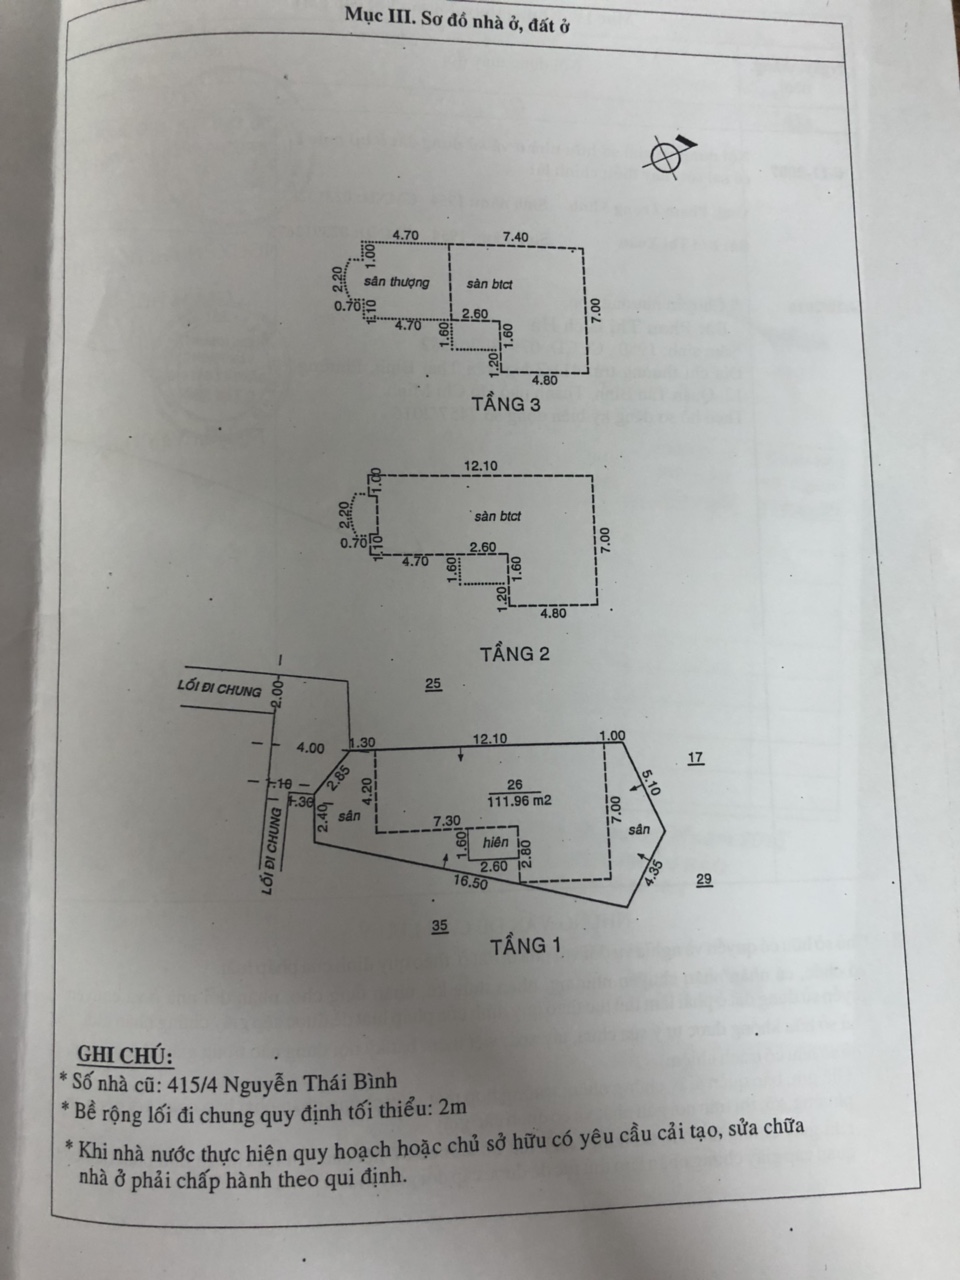 Mục III. Sơ đồ nhà ở, đất ở
4.70
7.40
1.00
2.20
sân thượng
sàn btct
0.70
1.10
4.70
2.60
1.60
1.60
7.00
1.20
4.80
TẦNG 3
12.10
1.00
2.20
sàn btct
0.70
1.10
4.70
2.60
1.60
1.60
7.00
1.20
4.80
TẦNG 2
LỐI ĐI CHUNG
2.00
25
4.00
1.30
12.10
1.00
17
2.85
4.20
26
111.96 m2
5.10
1.10
1.30
2.40
sân
7.30
hiên
1.60
2.60
2.80
7.00
sân
LỐI ĐI CHUNG
16.50
4.35
29
35
TẦNG 1
GHI CHÚ:
* Số nhà cũ: 415/4 Nguyễn Thái Bình
* Bề rộng lối đi chung quy định tối thiểu: 2m
* Khi nhà nước thực hiện quy hoạch hoặc chủ sở hữu có yêu cầu cải tạo, sửa chữa
nhà ở phải chấp hành theo qui định.